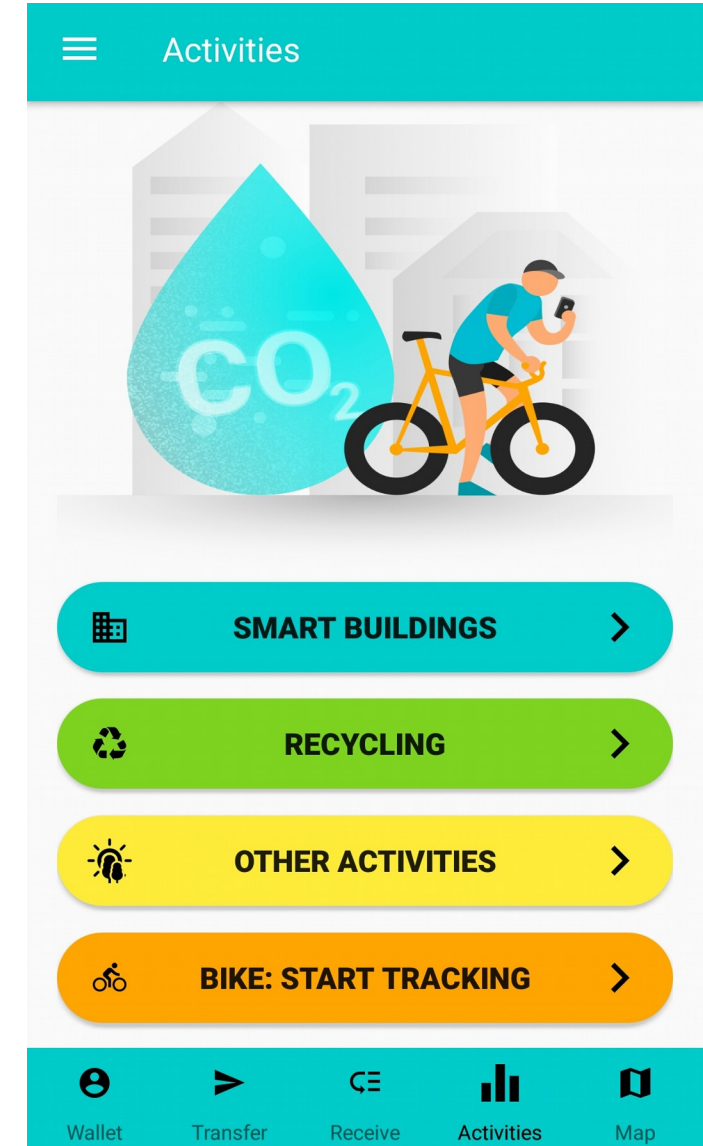 Activities
CO₂
SMART BUILDINGS
RECYCLING
OTHER ACTIVITIES
BIKE: START TRACKING
Wallet Transfer Receive Activities Map